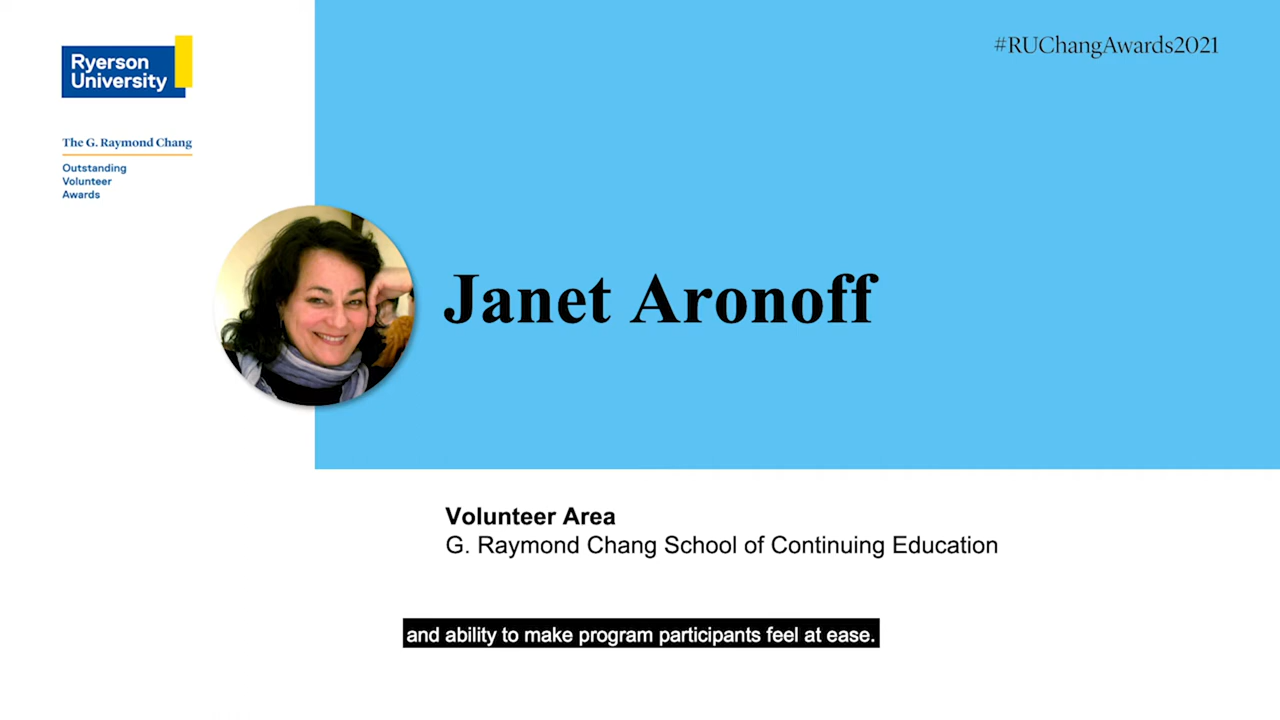 Ryerson
University
#RUChangAwards2021
The G. Raymond Chang
Outstanding
Volunteer
Awards
Janet Aronoff
Volunteer Area
G. Raymond Chang School of Continuing Education
and ability to make program participants feel at ease.